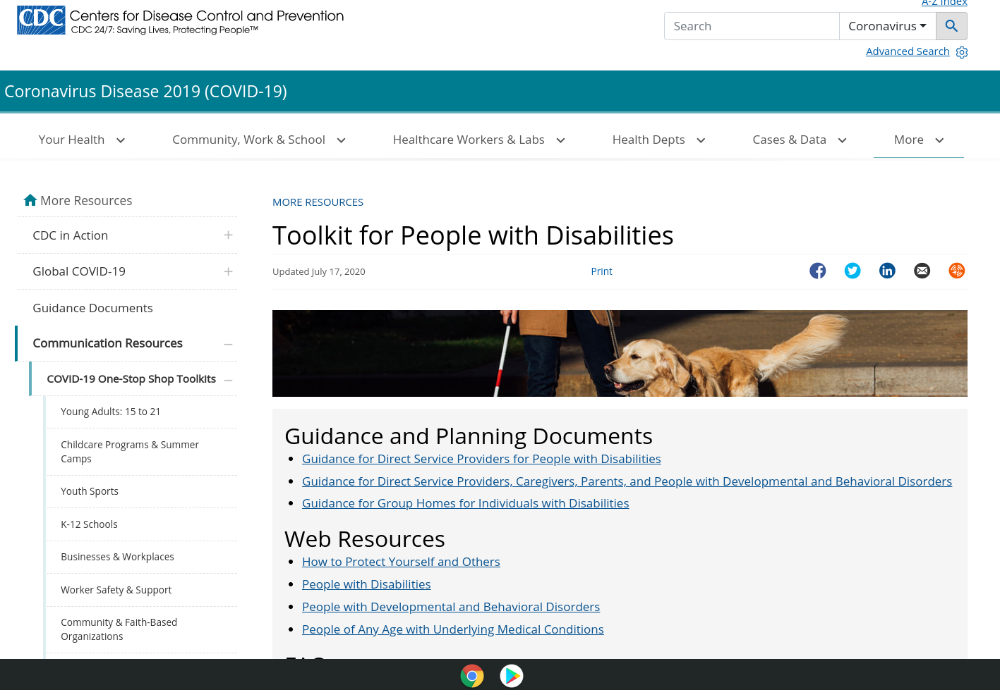 A-Z Index
CDC
Centers for Disease Control and Prevention
CDC 24/7: Saving Lives, Protecting People™
Search
Coronavirus
Advanced Search
Coronavirus Disease 2019 (COVID-19)
Your Health
Community, Work & School
Healthcare Workers & Labs
Health Depts
Cases & Data
More
More Resources
CDC in Action
Global COVID-19
Guidance Documents
Communication Resources
COVID-19 One-Stop Shop Toolkits
Young Adults: 15 to 21
Childcare Programs & Summer
Camps
Youth Sports
K-12 Schools
Businesses & Workplaces
Worker Safety & Support
Community & Faith-Based
Organizations
MORE RESOURCES
Toolkit for People with Disabilities
Updated July 17, 2020
Print
Guidance and Planning Documents
Guidance for Direct Service Providers for People with Disabilities
Guidance for Direct Service Providers, Caregivers, Parents, and People with Developmental and Behavioral Disorders
Guidance for Group Homes for Individuals with Disabilities
Web Resources
How to Protect Yourself and Others
People with Disabilities
People with Developmental and Behavioral Disorders
People of Any Age with Underlying Medical Conditions